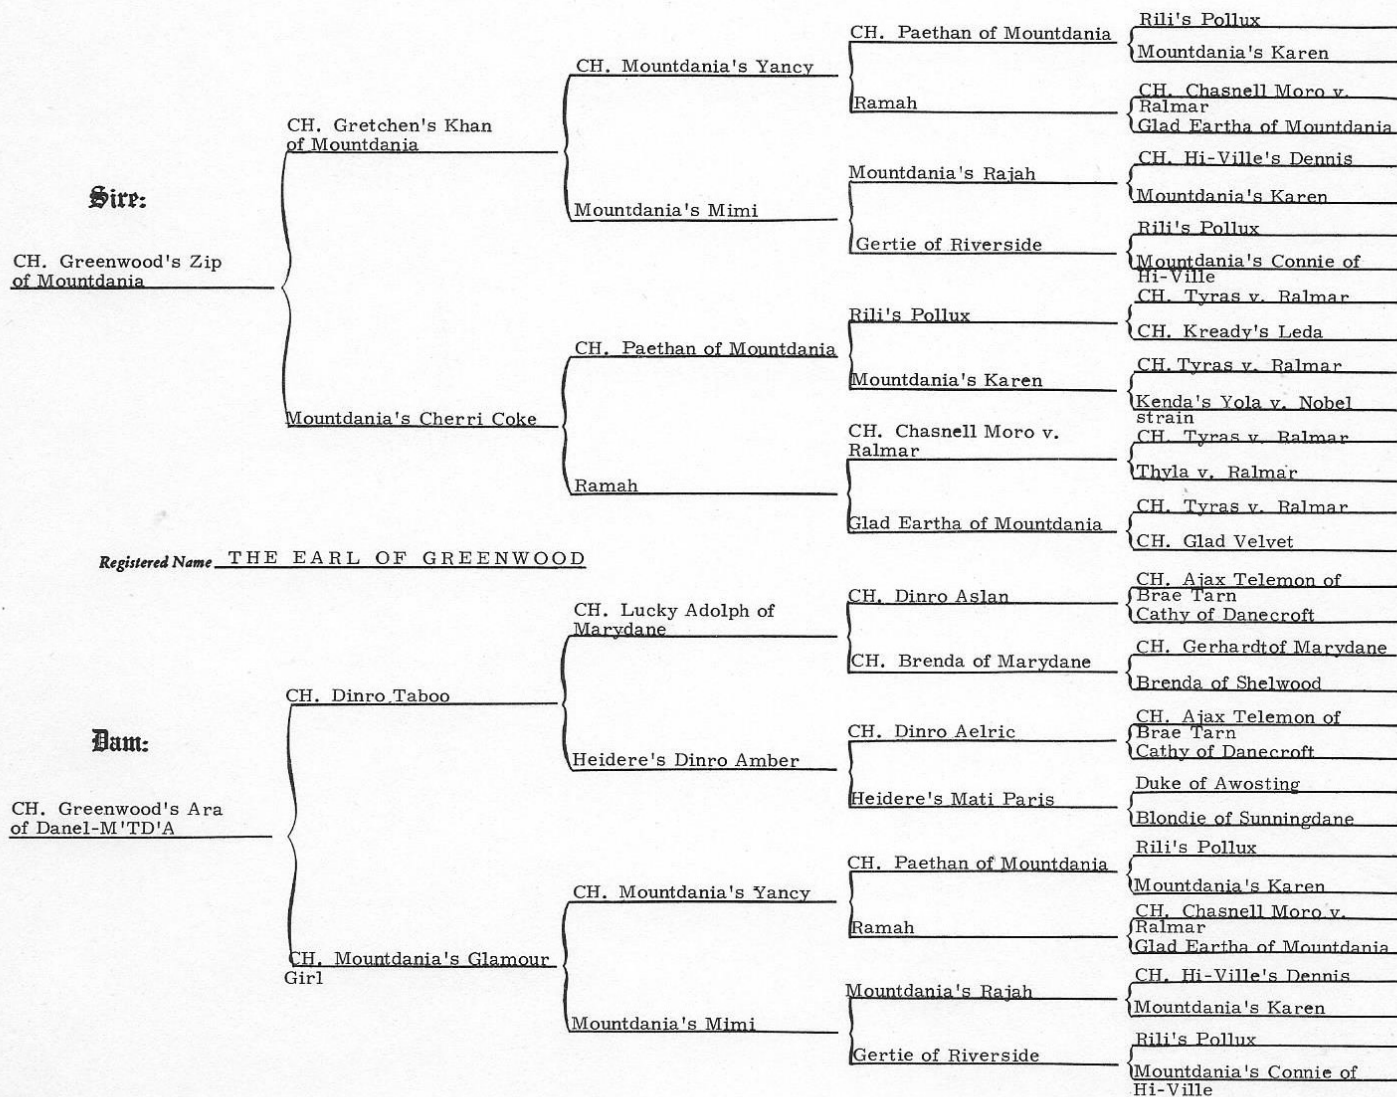 Sire:
CH. Greenwood's Zip
of Mountdania
CH. Gretchen's Khan
of Mountdania
Mountdania's Cherri Coke
CH. Mountdania's Yancy
Mountdania's Mimi
CH. Paethan of Mountdania
Ramah
CH. Paethan of Mountdania
Ramah
Mountdania's Rajah
Gertie of Riverside
Rili's Pollux
Mountdania's Karen
CH. Chasnell Moro v.
Ralmar
Glad Eartha of Mountdania
Rili's Pollux
Mountdania's Karen
CH. Chasnell Moro v.
Ralmar
Glad Eartha of Mountdania
CH. Hi-Ville's Dennis
Mountdania's Karen
Rili's Pollux
Mountdania's Connie of
Hi-Ville
CH. Tyras v. Ralmar
CH. Kready's Leda
CH. Tyras v. Ralmar
Kenda's Yola v. Nobel
strain
CH. Tyras v. Ralmar
Thyla v. Ralmar
CH. Tyras v. Ralmar
CH. Glad Velvet
Registered Name THE EARL OF GREENWOOD
Dam:
CH. Greenwood's Ara
of Danel-M'TD'A
CH. Dinro Taboo
CH. Mountdania's Glamour
Girl
CH. Lucky Adolph of
Marydane
Heidere's Dinro Amber
CH. Mountdania's Yancy
Mountdania's Mimi
CH. Dinro Aslan
CH. Brenda of Marydane
CH. Dinro Aelric
Heidere's Mati Paris
CH. Paethan of Mountdania
Ramah
Mountdania's Rajah
Gertie of Riverside
CH. Ajax Telemon of
Brae Tarn
Cathy of Danecroft
CH. Gerhardtof Marydane
Brenda of Shelwood
CH. Ajax Telemon of
Brae Tarn
Cathy of Danecroft
Duke of Awosting
Blondie of Sunningdane
Rili's Pollux
Mountdania's Karen
CH. Chasnell Moro v.
Ralmar
Glad Eartha of Mountdania
CH. Hi-Ville's Dennis
Mountdania's Karen
Rili's Pollux
Mountdania's Connie of
Hi-Ville